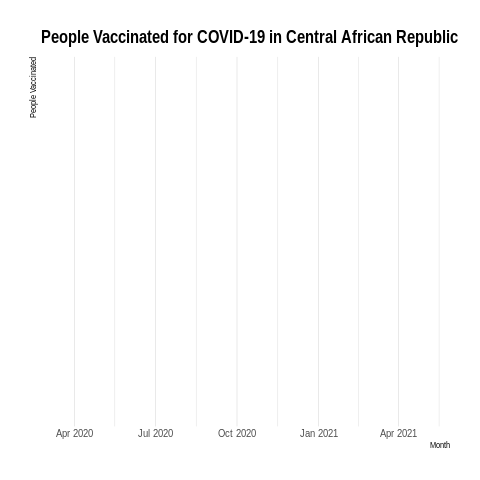 People Vaccinated for COVID-19 in Central African Republic
People Vaccinated
Apr 2020
Jul 2020
Oct 2020
Jan 2021
Apr 2021
Month